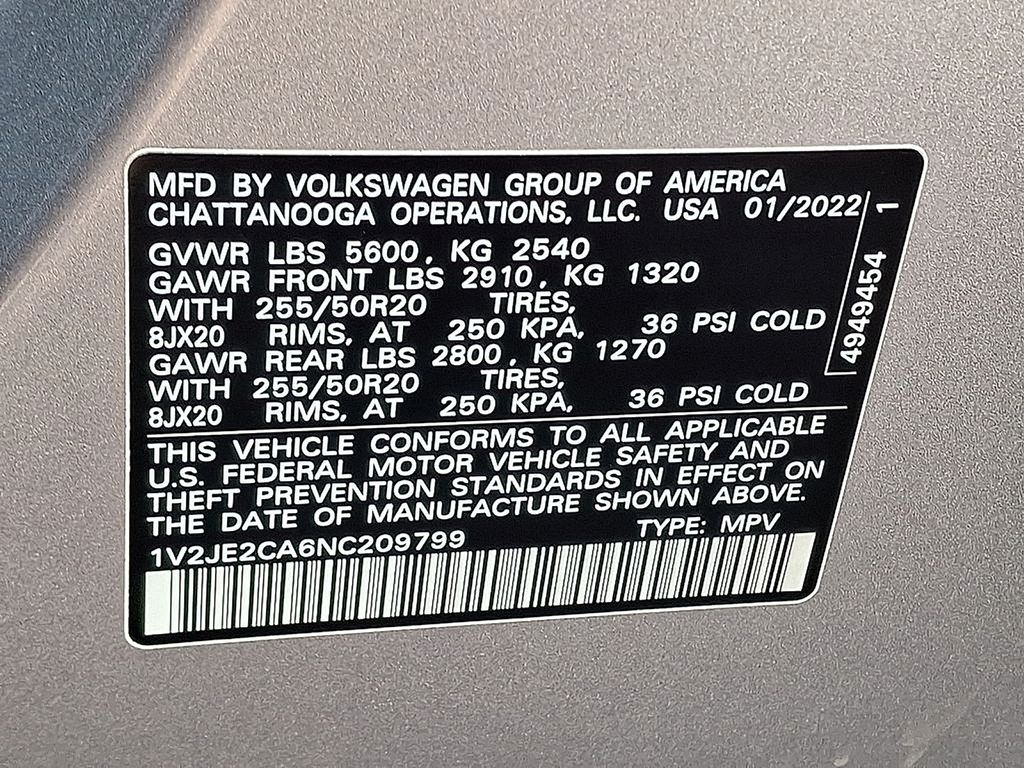 MFD BY VOLKSWAGEN GROUP OF AMERICA
CHATTANOOGA OPERATIONS, LLC. USA 01/2022
GVWR LBS 5600, KG 2540
GAWR FRONT LBS 2910, KG 1320
WITH 255/50R20 TIRES,
8JX20 RIMS, AT 250 KPA, 36 PSI COLD
GAWR REAR LBS 2800, KG 1270
WITH 255/50R20 TIRES,
8JX20 RIMS, AT 250 KPA, 36 PSI COLD
THIS VEHICLE CONFORMS TO ALL APPLICABLE
U.S. FEDERAL MOTOR VEHICLE SAFETY AND
THEFT PREVENTION STANDARDS IN EFFECT ON
THE DATE OF MANUFACTURE SHOWN ABOVE.
1V2JE2CA6NC209799 TYPE: MPV
4949454 1